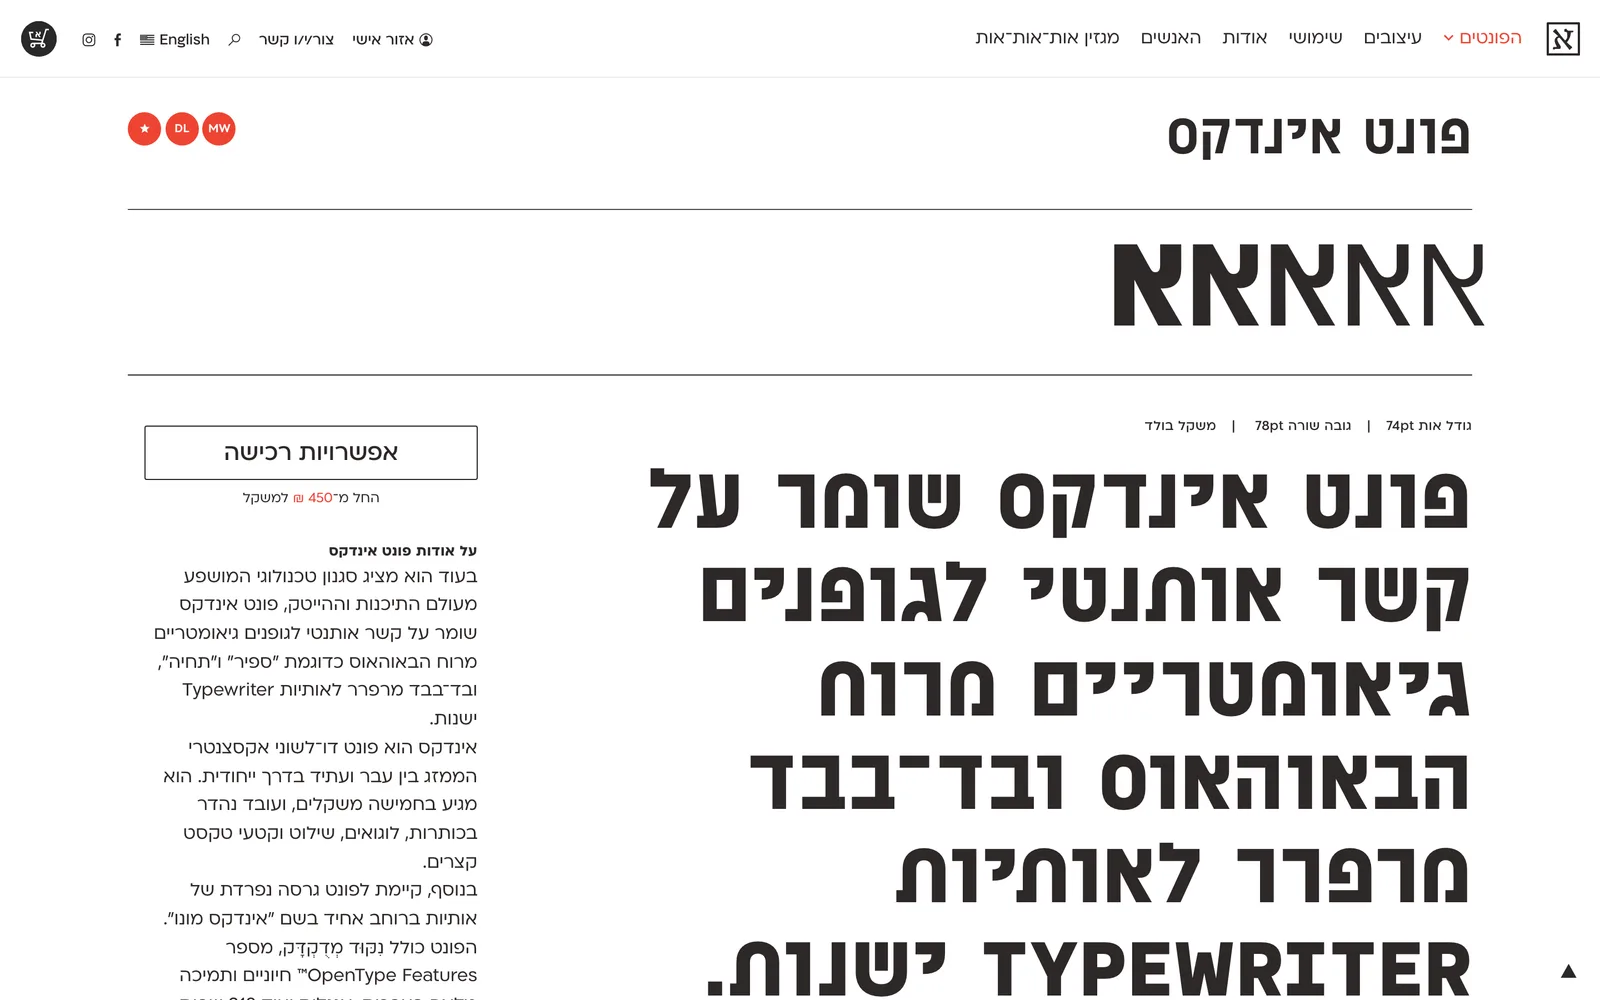 א
הפונטים
עיצובים
שימושי
אודות
האנשים
מגזין אות־אות־אות
אזור אישי
צור/י/ו קשר
English
פונט אינדקס
MW
DL
אאאאא
גודל אות 74pt | גובה שורה 78pt | משקל בולד
פונט אינדקס שומר על
קשר אותנטי לגופנים
גיאומטריים מרוח
הבאוהאוס ובד־בבד
מרפרר לאותיות
TYPEWRITER ישנות.
אפשרויות רכישה
החל מ־450 ₪ למשקל
על אודות פונט אינדקס
בעוד הוא מציג סגנון טכנולוגי המושפע
מעולם התיכנות וההייטק, פונט אינדקס
שומר על קשר אותנטי לגופנים גיאומטריים
מרוח הבאוהאוס כדוגמת ״ספיר״ ו״תחיה״,
ובד־בבד מרפרר לאותיות Typewriter
ישנות.
אינדקס הוא פונט דו־לשוני אקסצנטרי
הממזג בין עבר ועתיד בדרך ייחודית. הוא
מגיע בחמישה משקלים, ועובד נהדר
בכותרות, לוגואים, שילוט וקטעי טקסט
קצרים.
בנוסף, קיימת לפונט גרסה נפרדת של
אותיות ברוחב אחיד בשם ״אינדקס מונו״.
הפונט כולל נִקּוּד מְדֻקְדָּק, מספר
OpenType Features™ חיוניים ותמיכה